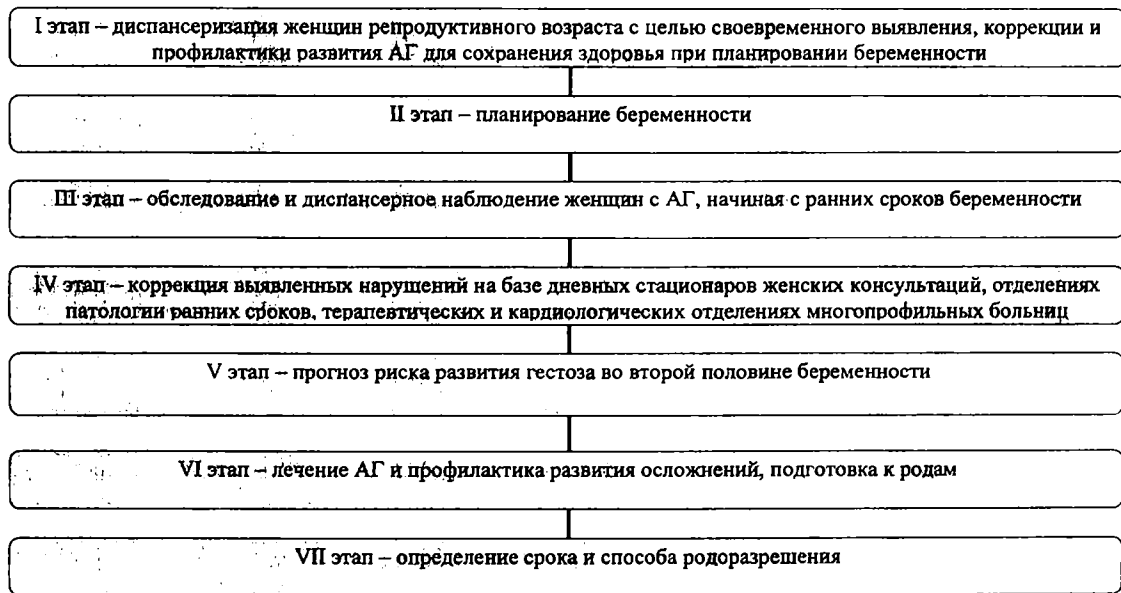 I этап – диспансеризация женщин репродуктивного возраста с целью своевременного выявления, коррекции и
профилактики развития АГ для сохранения здоровья при планировании беременности
II этап – планирование беременности
III этап – обследование и диспансерное наблюдение женщин с АГ, начиная с ранних сроков беременности
IV этап – коррекция выявленных нарушений на базе дневных стационаров женских консультаций, отделениях
патологии ранних сроков, терапевтических и кардиологических отделениях многопрофильных больниц
V этап – прогноз риска развития гестоза во второй половине беременности
VI этап – лечение АГ и профилактика развития осложнений, подготовка к родам
VII этап – определение срока и способа родоразрешения